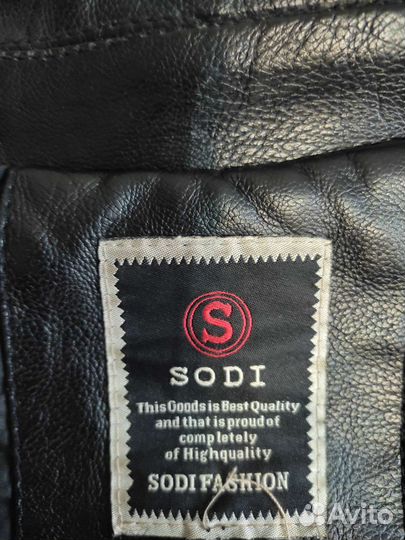 S
SODI
This Goods is Best Quality
and that is proud of
completely
of Highquality
SODI FASHION
Avito